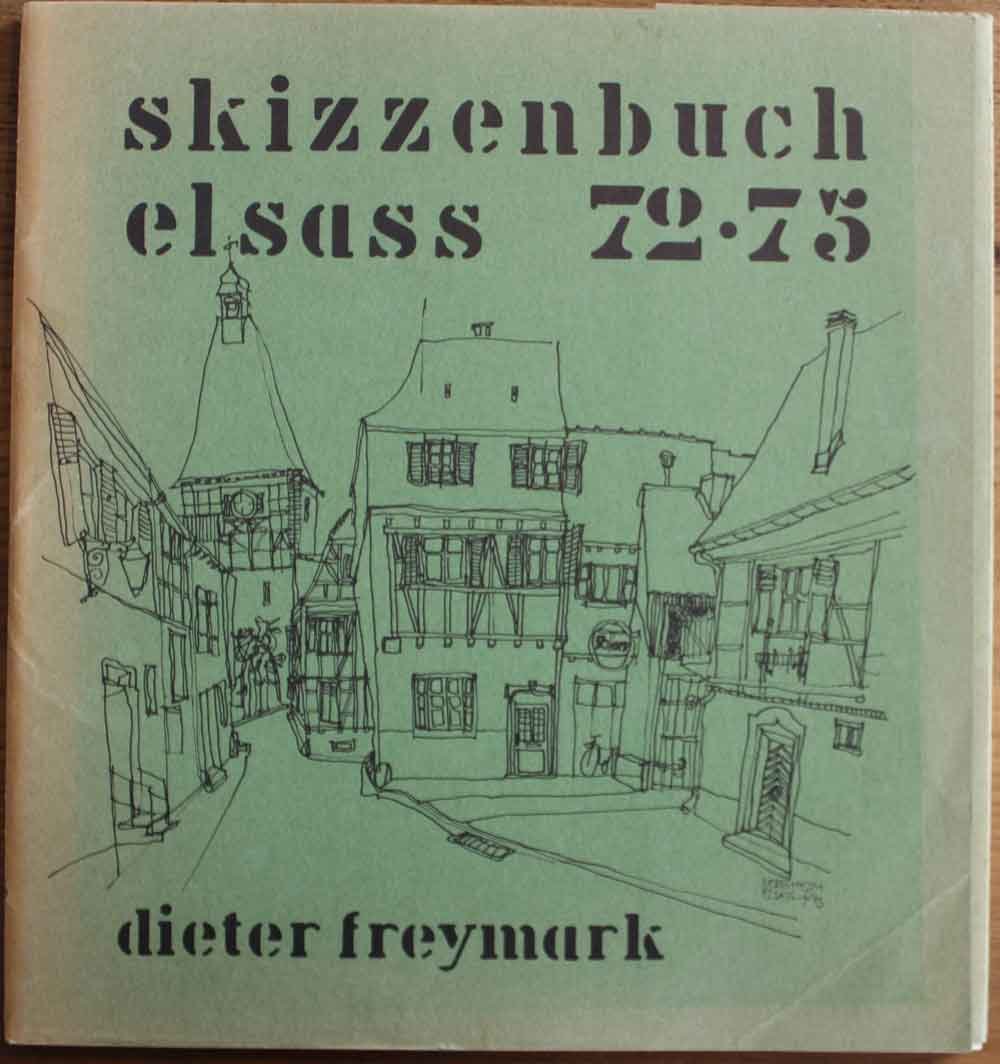 skizzenbuch
elsass 72·75
dieter freymark